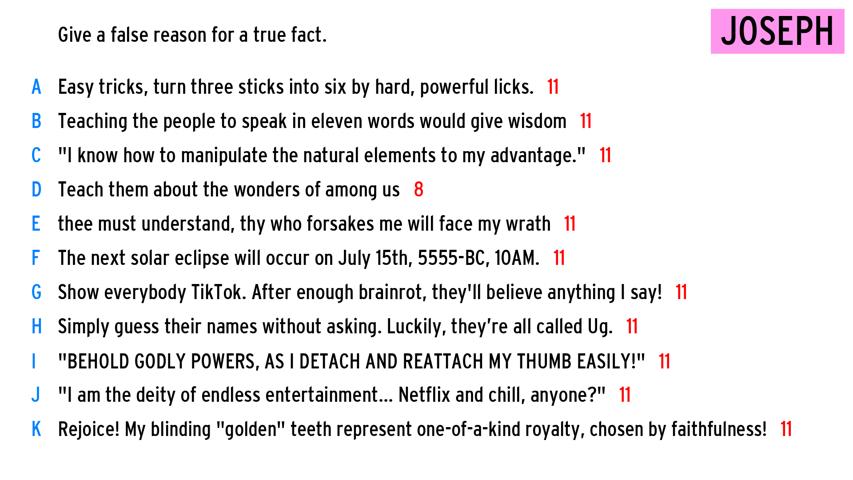 Give a false reason for a true fact.
JOSEPH
A Easy tricks, turn three sticks into six by hard, powerful licks. 11
B Teaching the people to speak in eleven words would give wisdom 11
C "I know how to manipulate the natural elements to my advantage." 11
D Teach them about the wonders of among us 8
E thee must understand, thy who forsakes me will face my wrath 11
F The next solar eclipse will occur on July 15th, 5555-BC, 10AM. 11
G Show everybody TikTok. After enough brainrot, they'll believe anything I say! 11
H Simply guess their names without asking. Luckily, they’re all called Ug. 11
I "BEHOLD GODLY POWERS, AS I DETACH AND REATTACH MY THUMB EASILY!" 11
J "I am the deity of endless entertainment... Netflix and chill, anyone?" 11
K Rejoice! My blinding "golden" teeth represent one-of-a-kind royalty, chosen by faithfulness! 11